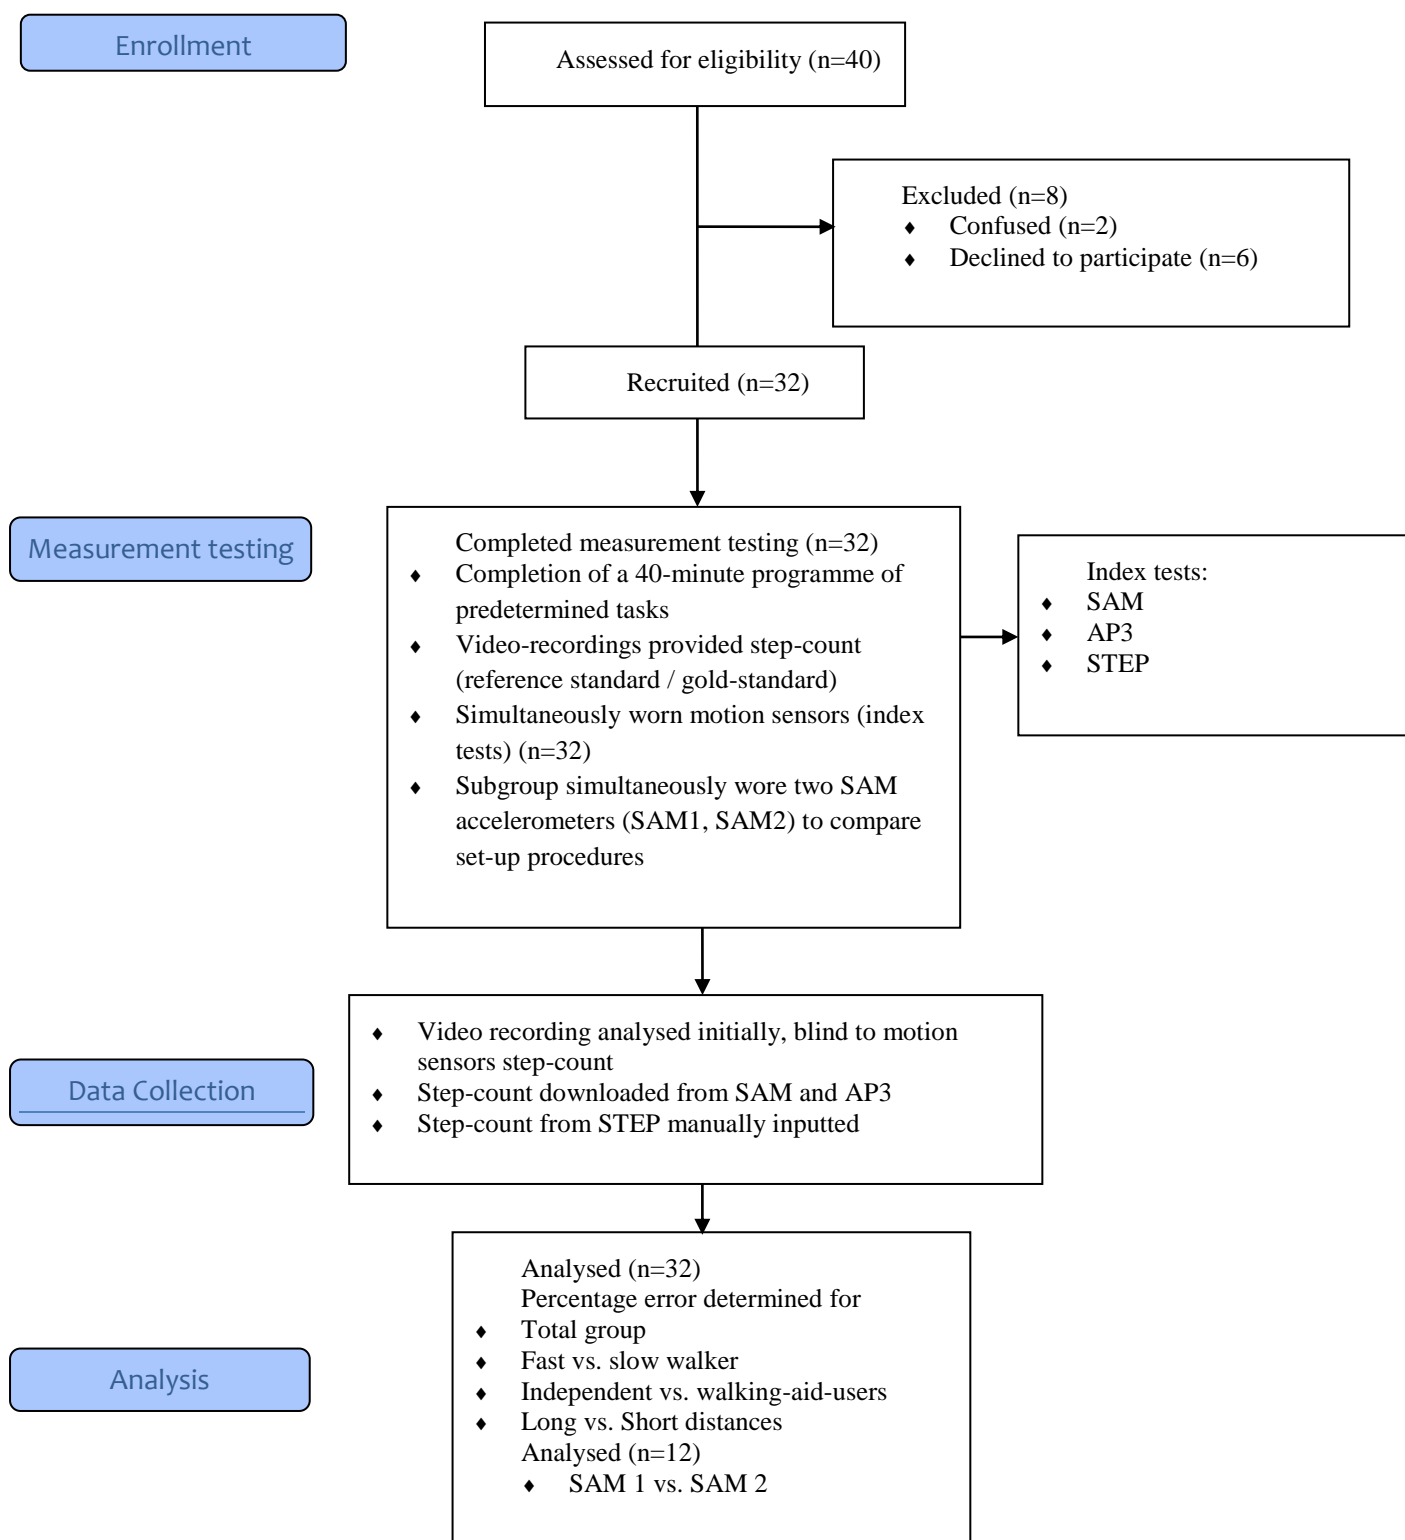 Enrollment
Assessed for eligibility (n=40)
Excluded (n=8)
♦ Confused (n=2)
♦ Declined to participate (n=6)
Recruited (n=32)
Measurement testing
Completed measurement testing (n=32)
♦ Completion of a 40-minute programme of
predetermined tasks
♦ Video-recordings provided step-count
(reference standard / gold-standard)
♦ Simultaneously worn motion sensors (index
tests) (n=32)
♦ Subgroup simultaneously wore two SAM
accelerometers (SAM1, SAM2) to compare
set-up procedures
Index tests:
♦ SAM
♦ AP3
♦ STEP
Data Collection
♦ Video recording analysed initially, blind to motion
sensors step-count
♦ Step-count downloaded from SAM and AP3
♦ Step-count from STEP manually inputted
Analysis
Analysed (n=32)
Percentage error determined for
♦ Total group
♦ Fast vs. slow walker
♦ Independent vs. walking-aid-users
♦ Long vs. Short distances
Analysed (n=12)
♦ SAM 1 vs. SAM 2